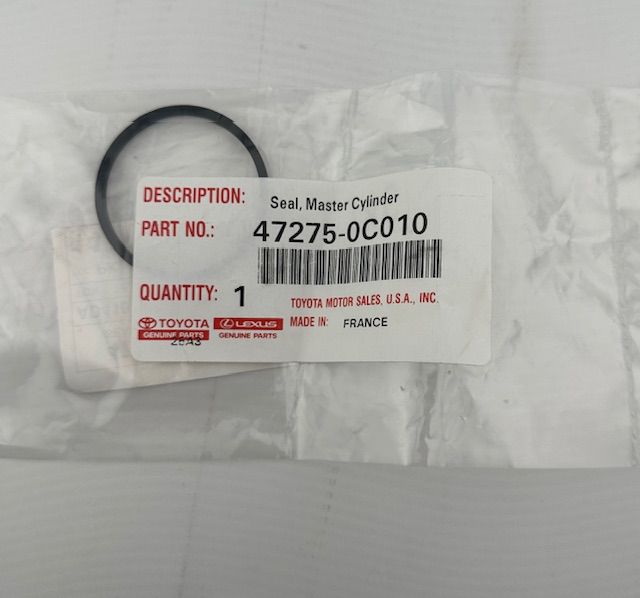 DESCRIPTION: Seal, Master Cylinder
PART NO.: 47275-0C010
QUANTITY: 1 TOYOTA MOTOR SALES, U.S.A., INC.
TOYOTA LEXUS MADE IN: FRANCE
GENUINE PARTS GENUINE PARTS